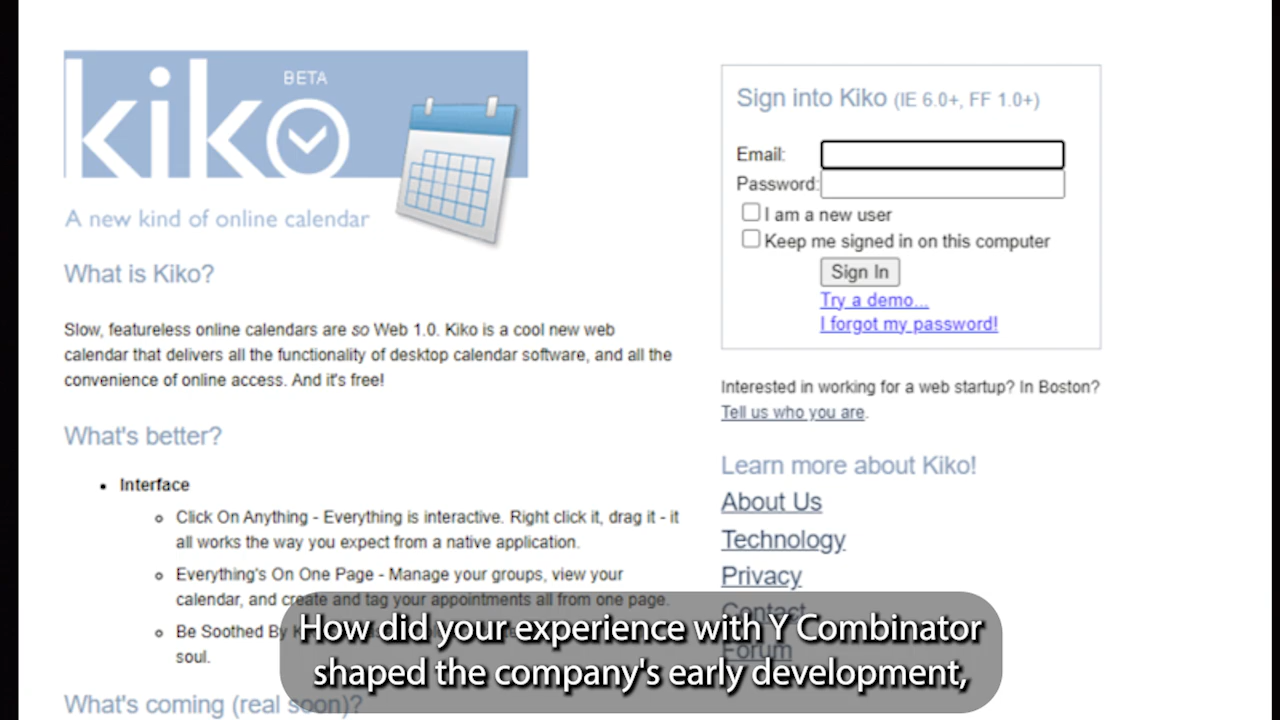 kiko
BETA
A new kind of online calendar
What is Kiko?
Slow, featureless online calendars are so Web 1.0. Kiko is a cool new web
calendar that delivers all the functionality of desktop calendar software, and all the
convenience of online access. And it's free!
What's better?
• Interface
Click On Anything - Everything is interactive. Right click it, drag it - it
all works the way you expect from a native application.
Everything's On One Page - Manage your groups, view your
calendar, and create and tag your appointments all from one page.
Be Soothed By
soul.
What's coming (real soon)?
Sign into Kiko (IE 6.0+, FF 1.0+)
Email:
Password:
I am a new user
Keep me signed in on this computer
Sign In
Try a demo...
I forgot my password!
Interested in working for a web startup? In Boston?
Tell us who you are.
Learn more about Kiko!
About Us
Technology
Privacy
Contact
Forum
How did your experience with Y Combinator
shaped the company's early development,